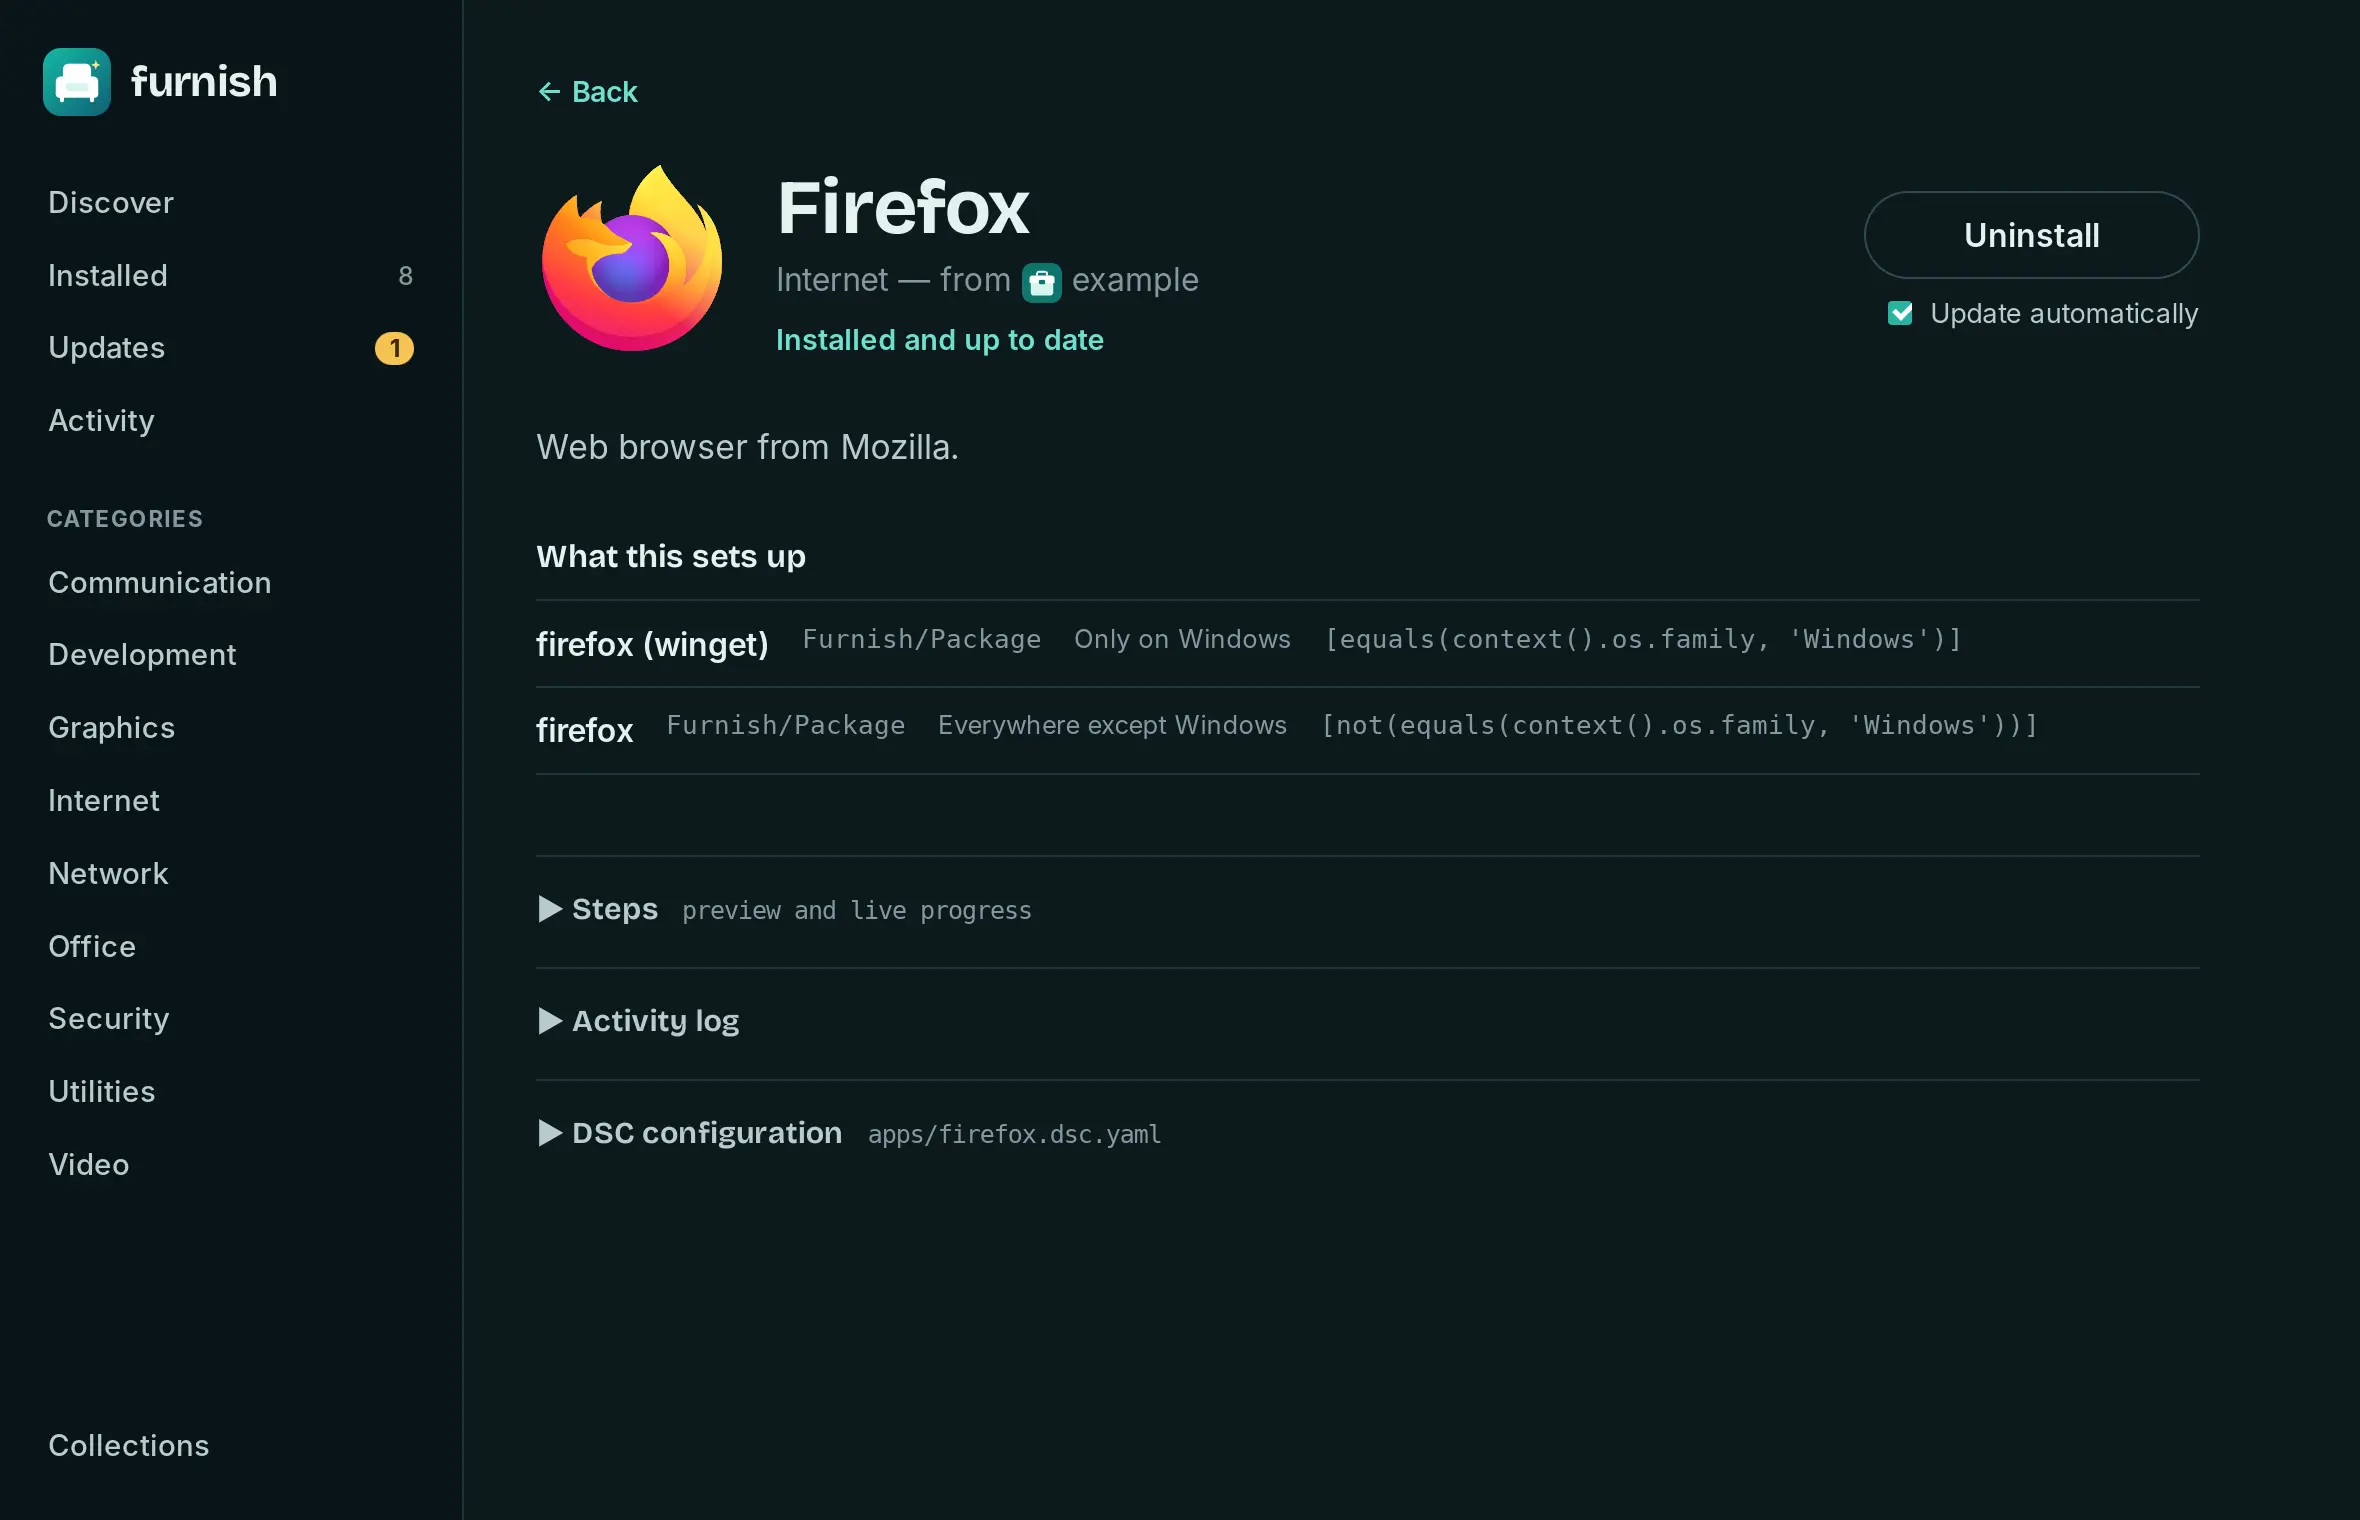 furnish
Discover
Installed 8
Updates 1
Activity
CATEGORIES
Communication
Development
Graphics
Internet
Network
Office
Security
Utilities
Video
Collections
← Back
Firefox
Internet — from example
Installed and up to date
Uninstall
Update automatically
Web browser from Mozilla.
What this sets up
firefox (winget) Furnish/Package Only on Windows [equals(context().os.family, 'Windows')]
firefox Furnish/Package Everywhere except Windows [not(equals(context().os.family, 'Windows'))]
▶ Steps preview and live progress
▶ Activity log
▶ DSC configuration apps/firefox.dsc.yaml